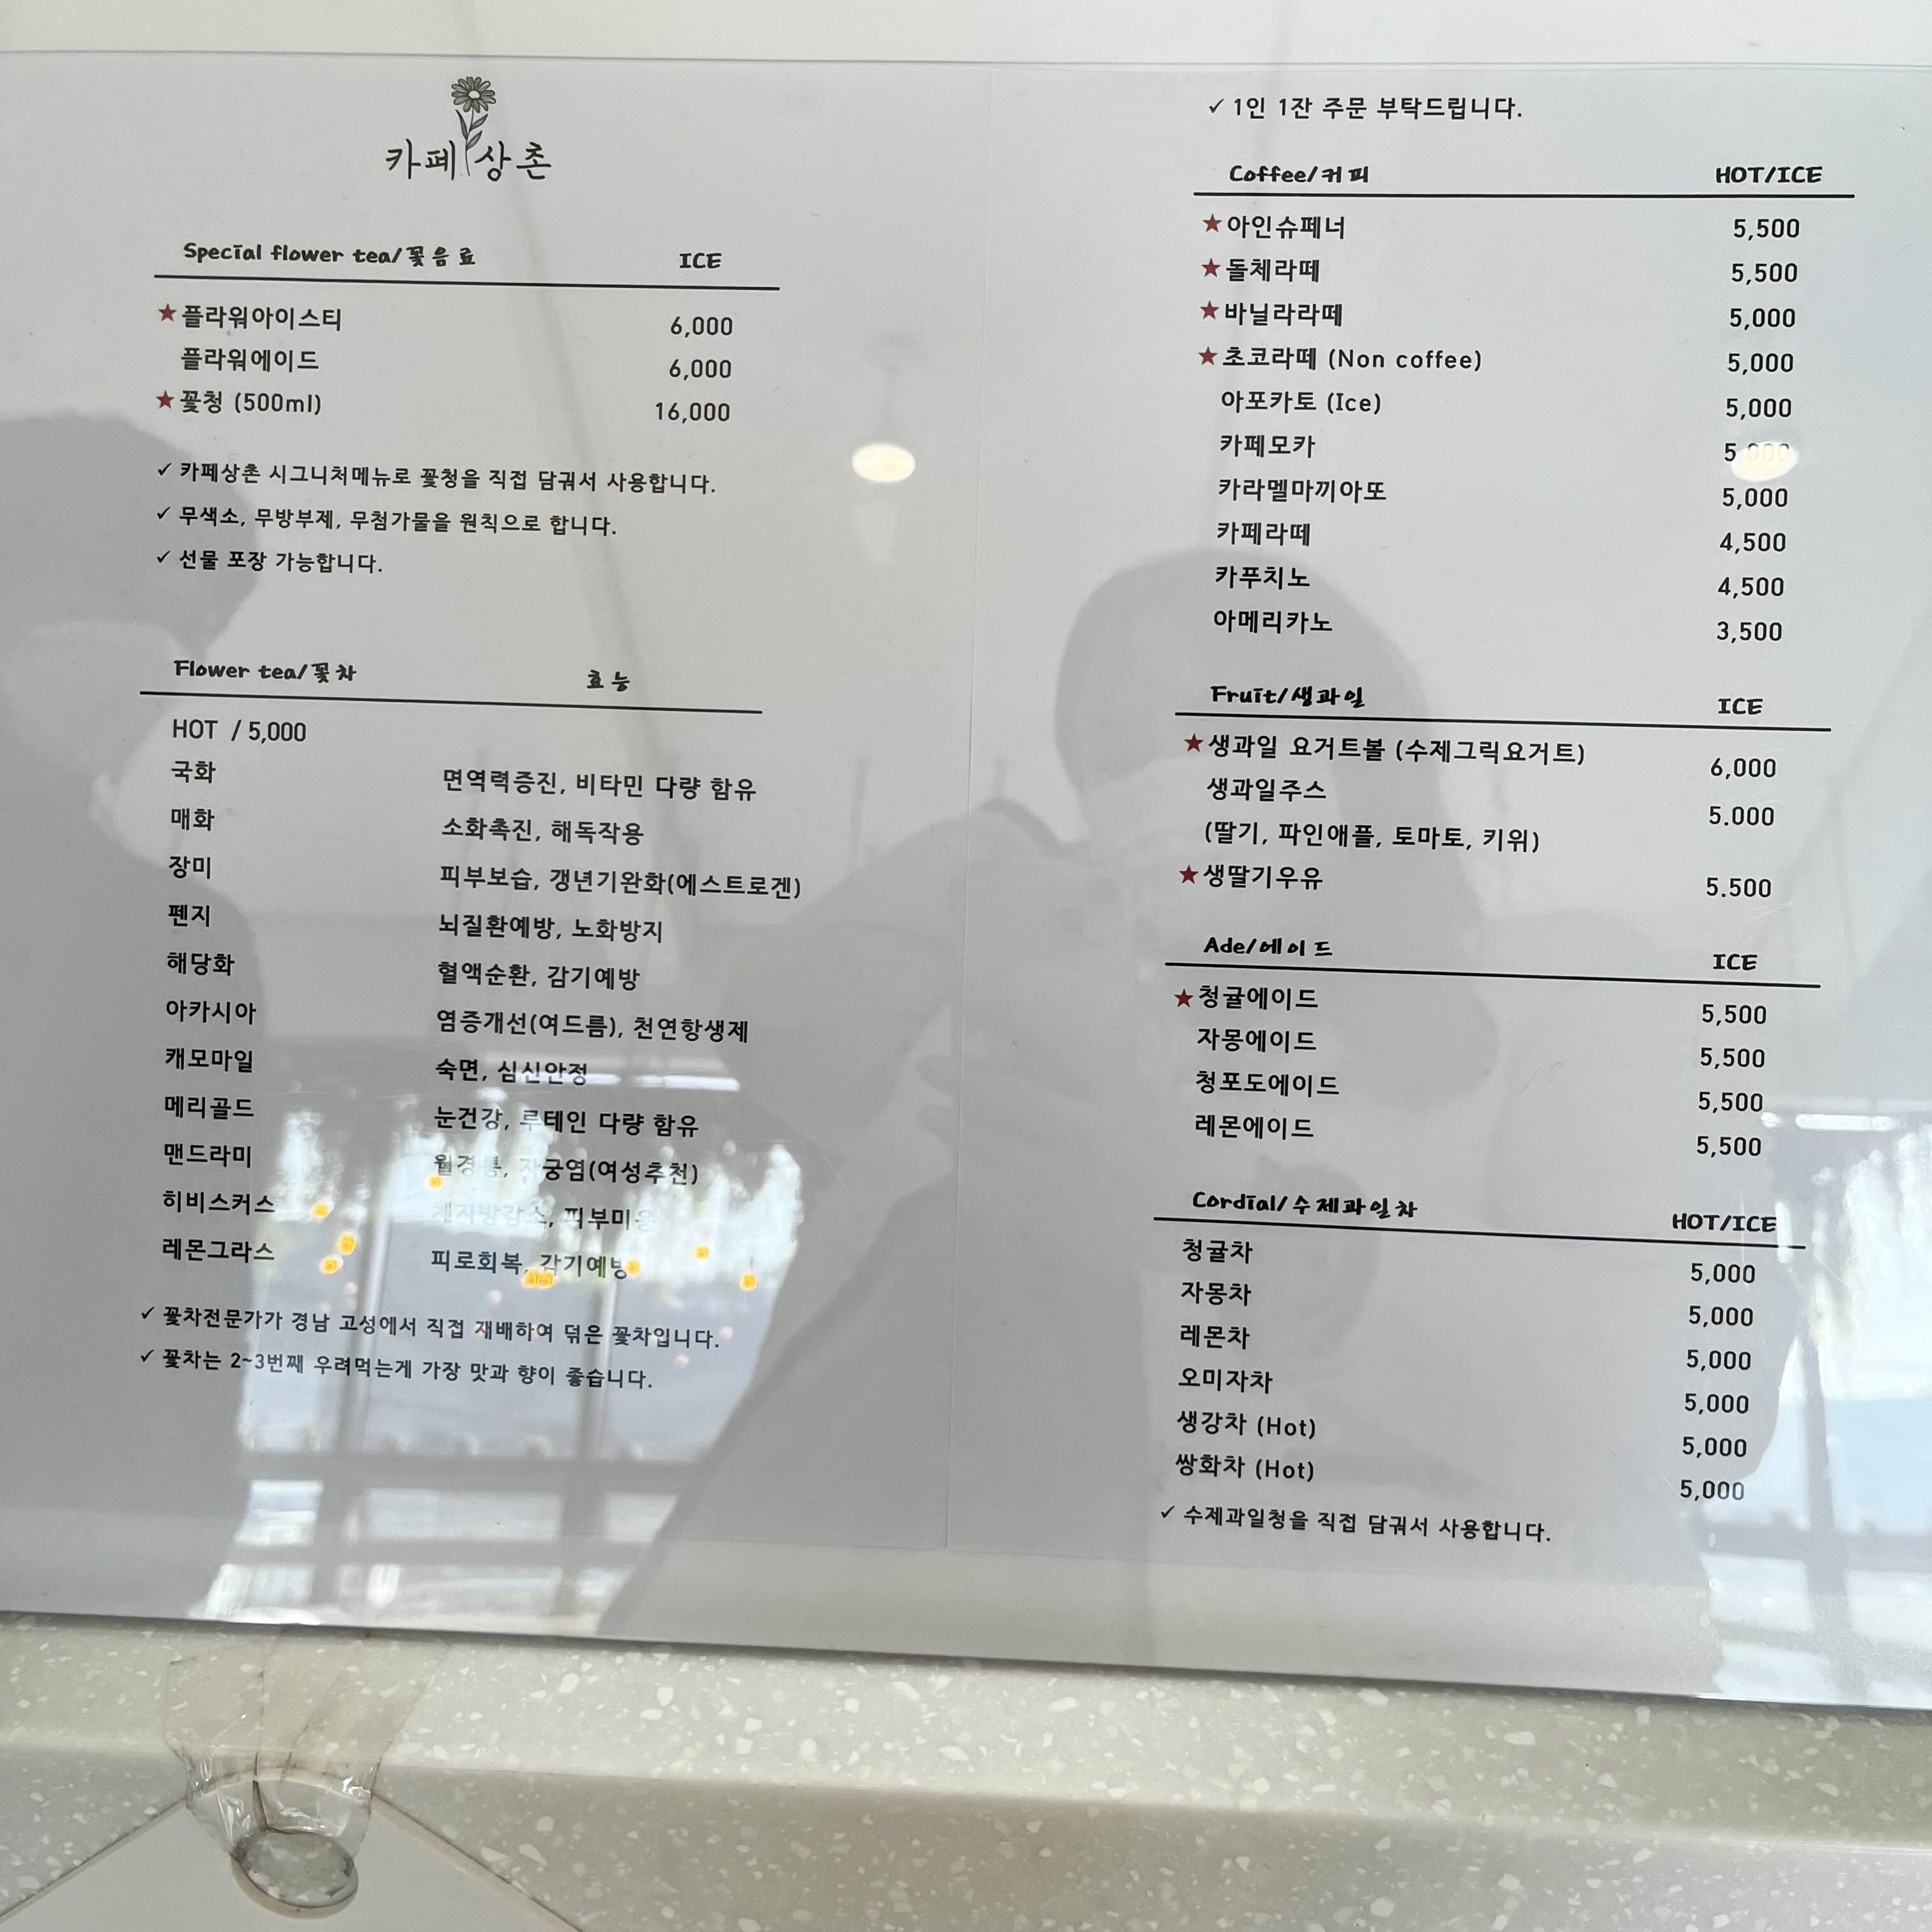 카페 상촌
Special flower tea/꽃음료 ICE
★플라워아이스티 6,000
플라워에이드 6,000
★꽃청 (500ml) 16,000
✓ 카페상촌 시그니처메뉴로 꽃청을 직접 담궈서 사용합니다.
✓ 무색소, 무방부제, 무첨가물을 원칙으로 합니다.
✓ 선물 포장 가능합니다.
Flower tea/꽃차 효능
HOT / 5,000
국화 면역력증진, 비타민 다량 함유
매화 소화촉진, 해독작용
장미 피부보습, 갱년기완화(에스트로겐)
펜지 뇌질환예방, 노화방지
해당화 혈액순환, 감기예방
아카시아 염증개선(여드름), 천연항생제
캐모마일 숙면, 심신안정
메리골드 눈건강, 루테인 다량 함유
맨드라미 월경통, 자궁염(여성추천)
히비스커스 체지방감소, 피부미용
레몬그라스 피로회복, 감기예방
✓ 꽃차전문가가 경남 고성에서 직접 재배하여 덖은 꽃차입니다.
✓ 꽃차는 2~3번째 우려먹는게 가장 맛과 향이 좋습니다.
✓ 1인 1잔 주문 부탁드립니다.
Coffee/커피 HOT/ICE
★아인슈페너 5,500
★돌체라떼 5,500
★바닐라라떼 5,000
★초코라떼 (Non coffee) 5,000
아포카토 (Ice) 5,000
카페모카 5,000
카라멜마끼아또 5,000
카페라떼 4,500
카푸치노 4,500
아메리카노 3,500
Fruit/생과일 ICE
★생과일 요거트볼 (수제그릭요거트) 6,000
생과일주스 5.000
(딸기, 파인애플, 토마토, 키위)
★생딸기우유 5.500
Ade/에이드 ICE
★청귤에이드 5,500
자몽에이드 5,500
청포도에이드 5,500
레몬에이드 5,500
Cordial/수제과일차 HOT/ICE
청귤차 5,000
자몽차 5,000
레몬차 5,000
오미자차 5,000
생강차 (Hot) 5,000
쌍화차 (Hot) 5,000
✓ 수제과일청을 직접 담궈서 사용합니다.